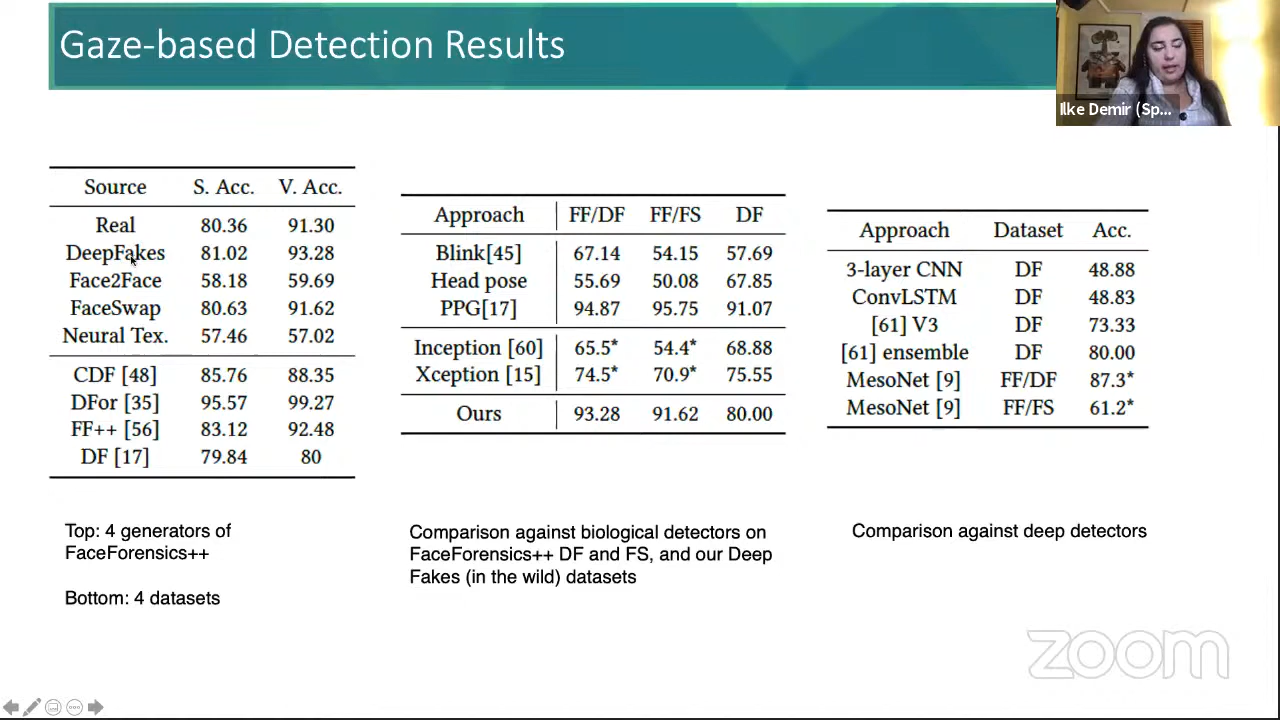 Gaze-based Detection Results
Ilke Demir (Sp...
Source S. Acc. V. Acc.
Real 80.36 91.30
DeepFakes 81.02 93.28
Face2Face 58.18 59.69
FaceSwap 80.63 91.62
Neural Tex. 57.46 57.02
CDF [48] 85.76 88.35
DFor [35] 95.57 99.27
FF++ [56] 83.12 92.48
DF [17] 79.84 80
Top: 4 generators of
FaceForensics++
Bottom: 4 datasets
Approach FF/DF FF/FS DF
Blink[45] 67.14 54.15 57.69
Head pose 55.69 50.08 67.85
PPG[17] 94.87 95.75 91.07
Inception [60] 65.5* 54.4* 68.88
Xception [15] 74.5* 70.9* 75.55
Ours 93.28 91.62 80.00
Comparison against biological detectors on
FaceForensics++ DF and FS, and our Deep
Fakes (in the wild) datasets
Approach Dataset Acc.
3-layer CNN DF 48.88
ConvLSTM DF 48.83
[61] V3 DF 73.33
[61] ensemble DF 80.00
MesoNet [9] FF/DF 87.3*
MesoNet [9] FF/FS 61.2*
Comparison against deep detectors
zoom